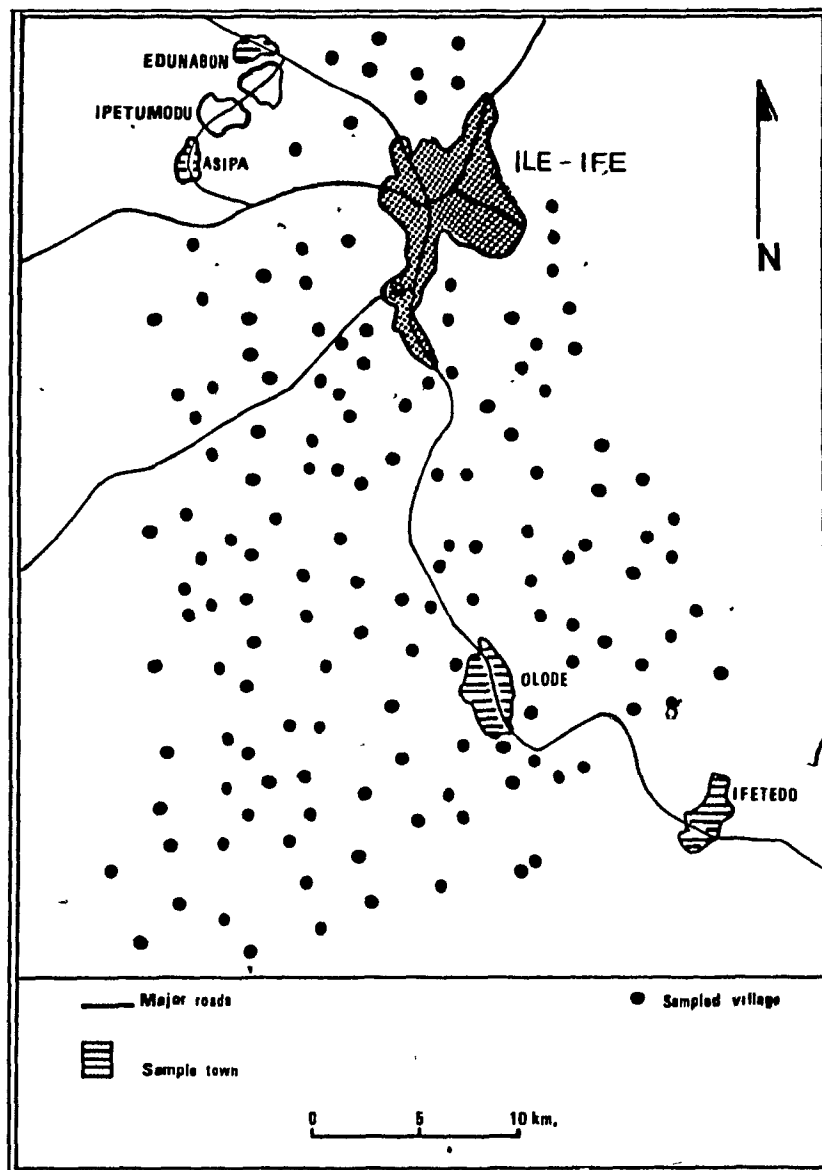 EDUNABON
IPETUMODU
ASIPA
ILE - IFE
N
OLODE
IFETEDO
Major roads
Sampled village
Sample town
0 5 10 km.